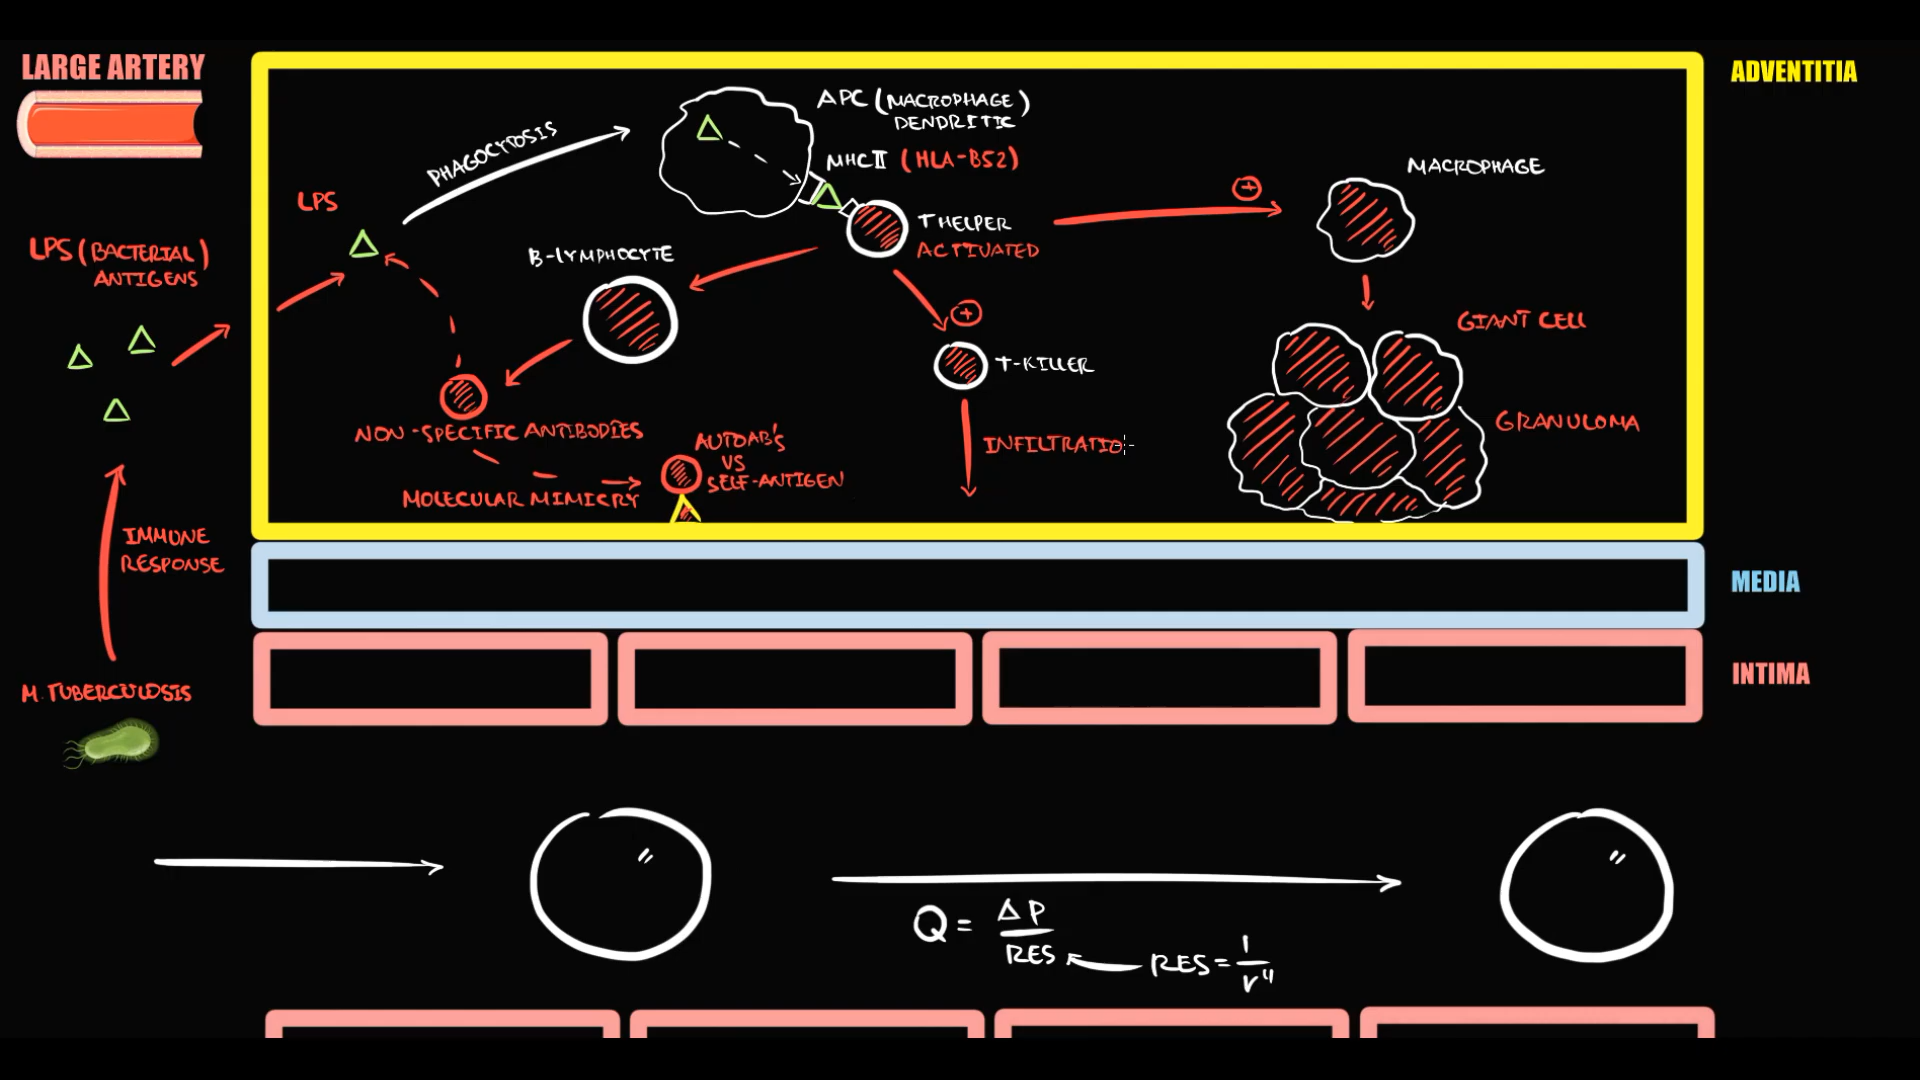 LARGE ARTERY
ADVENTITIA
APC (MACROPHAGE)
DENDRITIC
PHAGOCYTOSIS
MHC II (HLA-B52)
MACROPHAGE
LPS
T HELPER
ACTIVATED
+
LPS (BACTERIAL)
ANTIGENS
B-LYMPHOCYTE
+
GIANT CELL
T-KILLER
GRANULOMA
NON-SPECIFIC ANTIBODIES
AUTOAB'S
VS
SELF-ANTIGEN
INFILTRATIO
MOLECULAR MIMICRY
IMMUNE
RESPONSE
MEDIA
INTIMA
M. TUBERCULOSIS
Q = ΔP
RES
RES = 1
r⁴